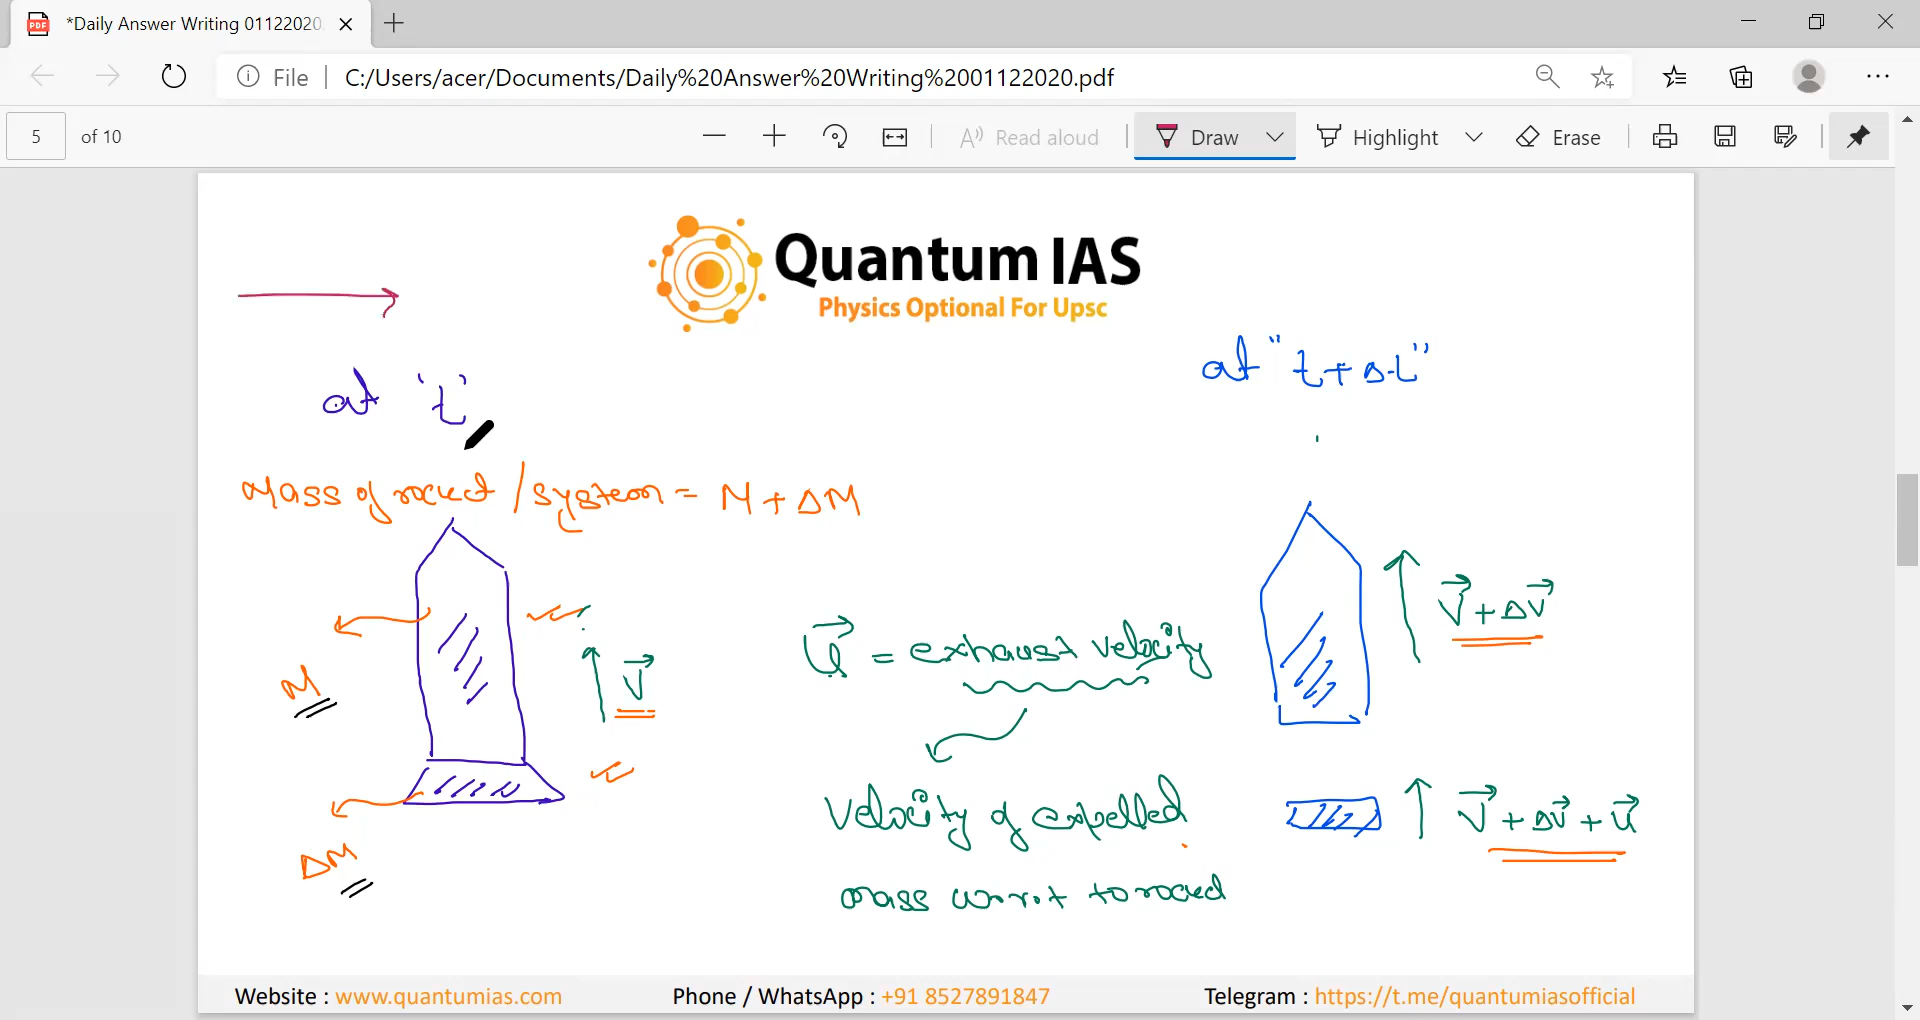 *Daily Answer Writing 01122020
File
C:/Users/acer/Documents/Daily%20Answer%20Writing%2001122020.pdf
5 of 10
Read aloud
Draw
Highlight
Erase
Quantum IAS
Physics Optional For Upsc
at 't'
at "t+Δt"
Mass of rocket / system = M + ΔM
M
V
U = exhaust velocity
V + ΔV
velocity of expelled
mass w.r.t to rocket
V + ΔV + U
ΔM
Website : www.quantumias.com
Phone / WhatsApp : +91 8527891847
Telegram : https://t.me/quantumiasofficial